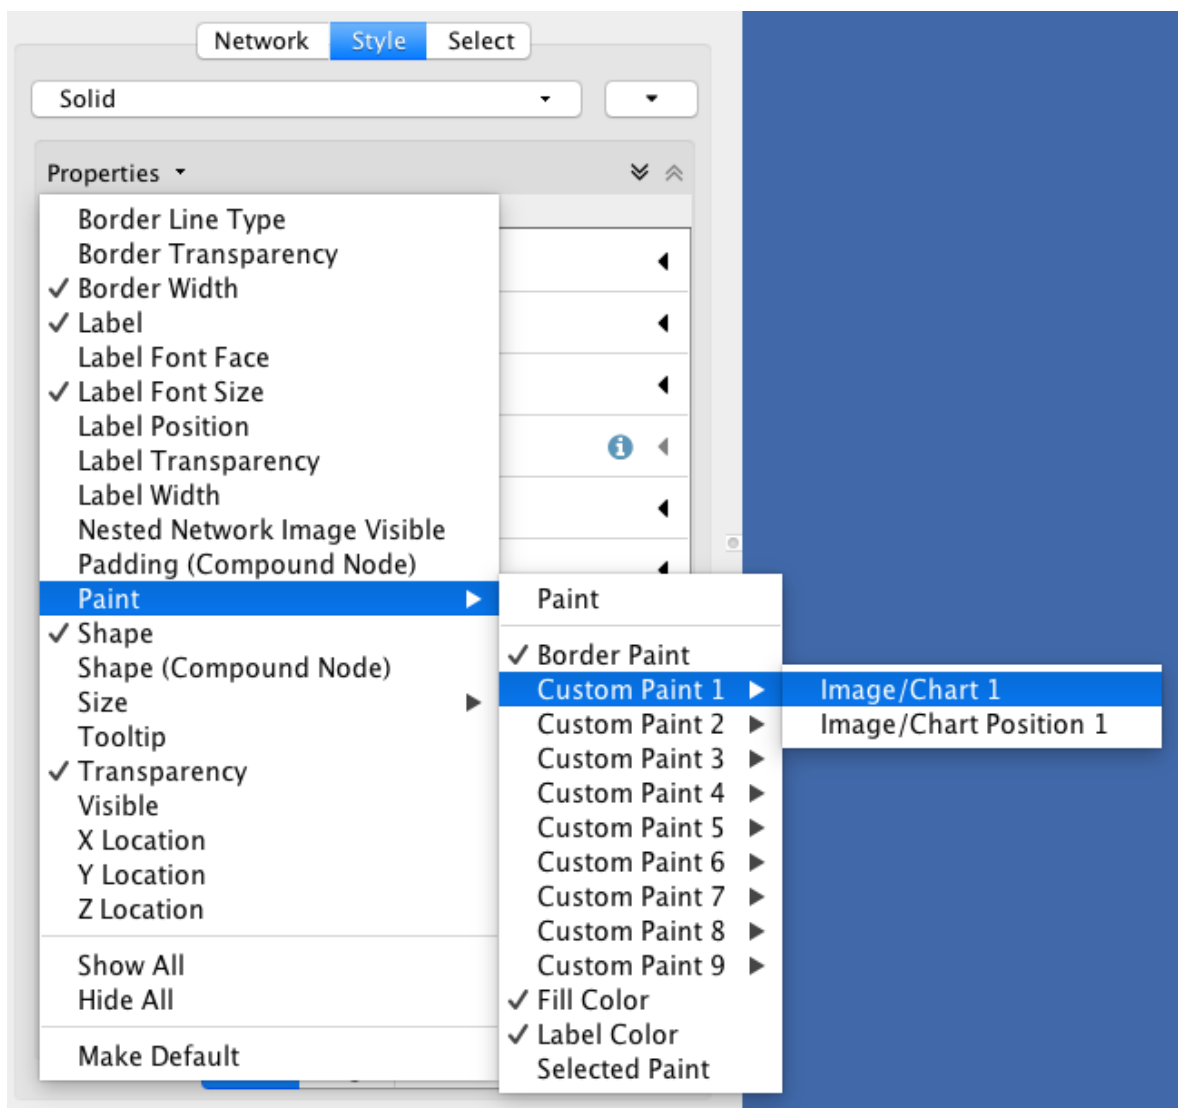 Network Style Select
Solid
Properties
Border Line Type
Border Transparency
Border Width
Label
Label Font Face
Label Font Size
Label Position
Label Transparency
Label Width
Nested Network Image Visible
Padding (Compound Node)
Paint
Shape
Shape (Compound Node)
Size
Tooltip
Transparency
Visible
X Location
Y Location
Z Location
Show All
Hide All
Make Default
Paint
Border Paint
Custom Paint 1
Custom Paint 2
Custom Paint 3
Custom Paint 4
Custom Paint 5
Custom Paint 6
Custom Paint 7
Custom Paint 8
Custom Paint 9
Fill Color
Label Color
Selected Paint
Image/Chart 1
Image/Chart Position 1